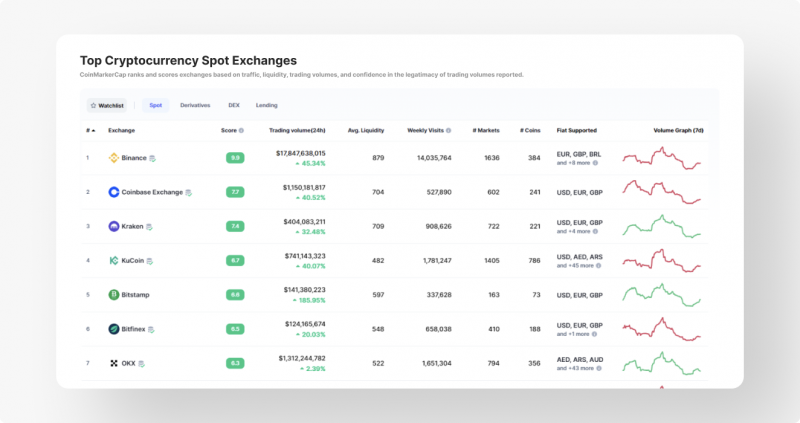 Top Cryptocurrency Spot Exchanges
CoinMarkerCap ranks and scores exchanges based on traffic, liquidity, trading volumes, and confidence in the legatimacy of trading volumes reported.
Watchlist Spot Derivatives DEX Lending
# Exchange Score Trading volume(24h) Avg. Liquidity Weekly Visits # Markets # Coins Fiat Supported Volume Graph (7d)
1 Binance 9.8 $17,847,638,015 879 14,035,764 1636 384 EUR, GBP, BRL
45.34% and +8 more
2 Coinbase Exchange 7.7 $1,150,181,817 704 527,890 602 241 USD, EUR, GBP
40.52%
3 Kraken 7.4 $404,083,211 709 908,626 722 221 USD, EUR, GBP
32.48% and +4 more
4 KuCoin 6.7 $741,143,323 482 1,781,247 1405 786 USD, AED, ARS
40.07% and +45 more
5 Bitstamp 6.6 $141,380,223 597 337,628 163 73 USD, EUR, GBP
185.95%
6 Bitfinex 6.5 $124,165,674 548 658,038 410 188 USD, EUR, GBP
20.03% and +1 more
7 OKX 6.3 $1,312,244,782 522 1,651,304 794 356 AED, ARS, AUD
2.39% and +43 more